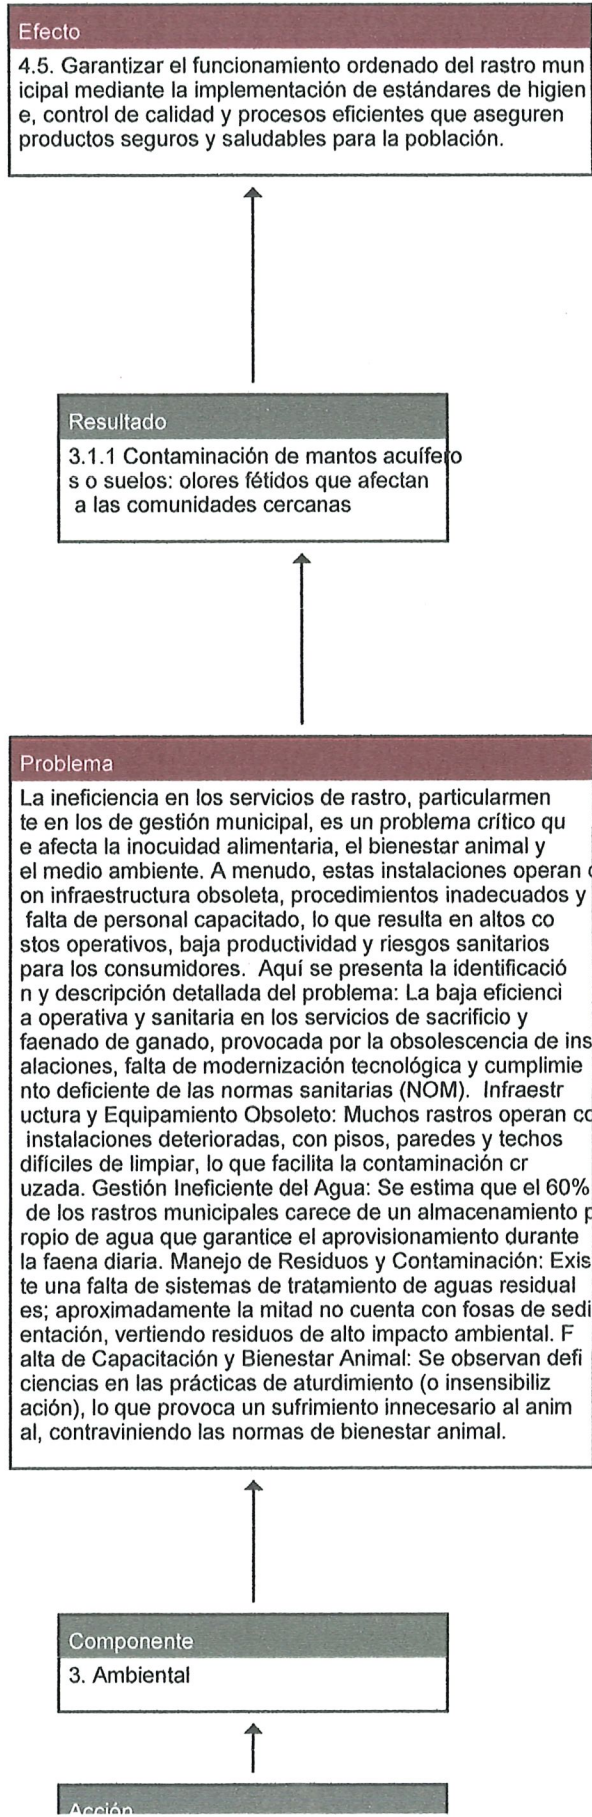 Efecto
4.5. Garantizar el funcionamiento ordenado del rastro mun
icipal mediante la implementación de estándares de higien
e, control de calidad y procesos eficientes que aseguren
productos seguros y saludables para la población.
Resultado
3.1.1 Contaminación de mantos acuífero
s o suelos: olores fétidos que afectan
a las comunidades cercanas
Problema
La ineficiencia en los servicios de rastro, particularmen
te en los de gestión municipal, es un problema crítico qu
e afecta la inocuidad alimentaria, el bienestar animal y
el medio ambiente. A menudo, estas instalaciones operan c
on infraestructura obsoleta, procedimientos inadecuados y
falta de personal capacitado, lo que resulta en altos co
stos operativos, baja productividad y riesgos sanitarios
para los consumidores. Aquí se presenta la identificació
n y descripción detallada del problema: La baja eficienci
a operativa y sanitaria en los servicios de sacrificio y
faenado de ganado, provocada por la obsolescencia de ins
alaciones, falta de modernización tecnológica y cumplimie
nto deficiente de las normas sanitarias (NOM). Infraestr
uctura y Equipamiento Obsoleto: Muchos rastros operan co
instalaciones deterioradas, con pisos, paredes y techos
difíciles de limpiar, lo que facilita la contaminación cr
uzada. Gestión Ineficiente del Agua: Se estima que el 60%
de los rastros municipales carece de un almacenamiento p
ropio de agua que garantice el aprovisionamiento durante
la faena diaria. Manejo de Residuos y Contaminación: Exis
te una falta de sistemas de tratamiento de aguas residual
es; aproximadamente la mitad no cuenta con fosas de sedi
entación, vertiendo residuos de alto impacto ambiental. F
alta de Capacitación y Bienestar Animal: Se observan defi
ciencias en las prácticas de aturdimiento (o insensibiliz
ación), lo que provoca un sufrimiento innecesario al anim
al, contraviniendo las normas de bienestar animal.
Componente
3. Ambiental
Acción